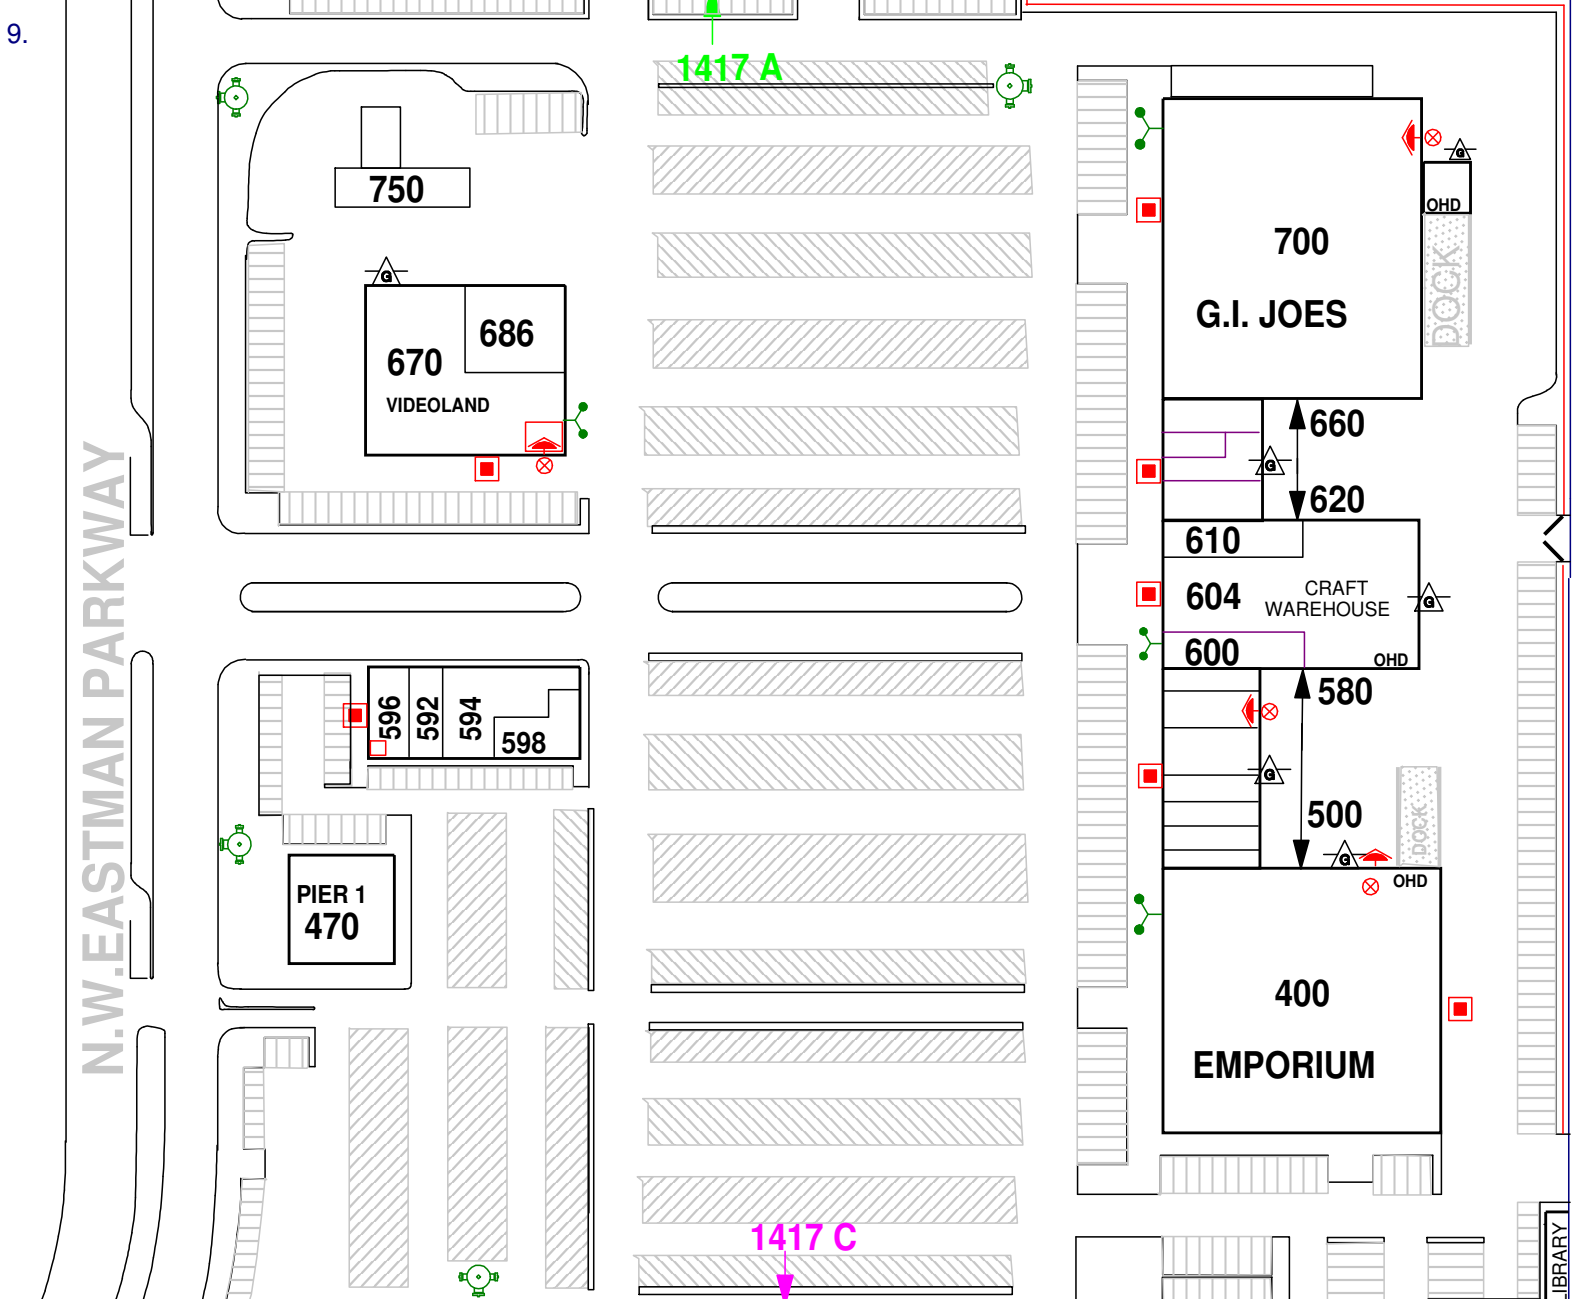 9.
1417 A
750
G
OHD
700
DOCK
G.I. JOES
G
686
670
VIDEOLAND
660
G
620
N.W.EASTMAN PARKWAY
610
604
CRAFT
WAREHOUSE
G
600
OHD
580
596
592
594
598
G
500
DOCK
G
OHD
PIER 1
470
400
EMPORIUM
1417 C
LIBRARY